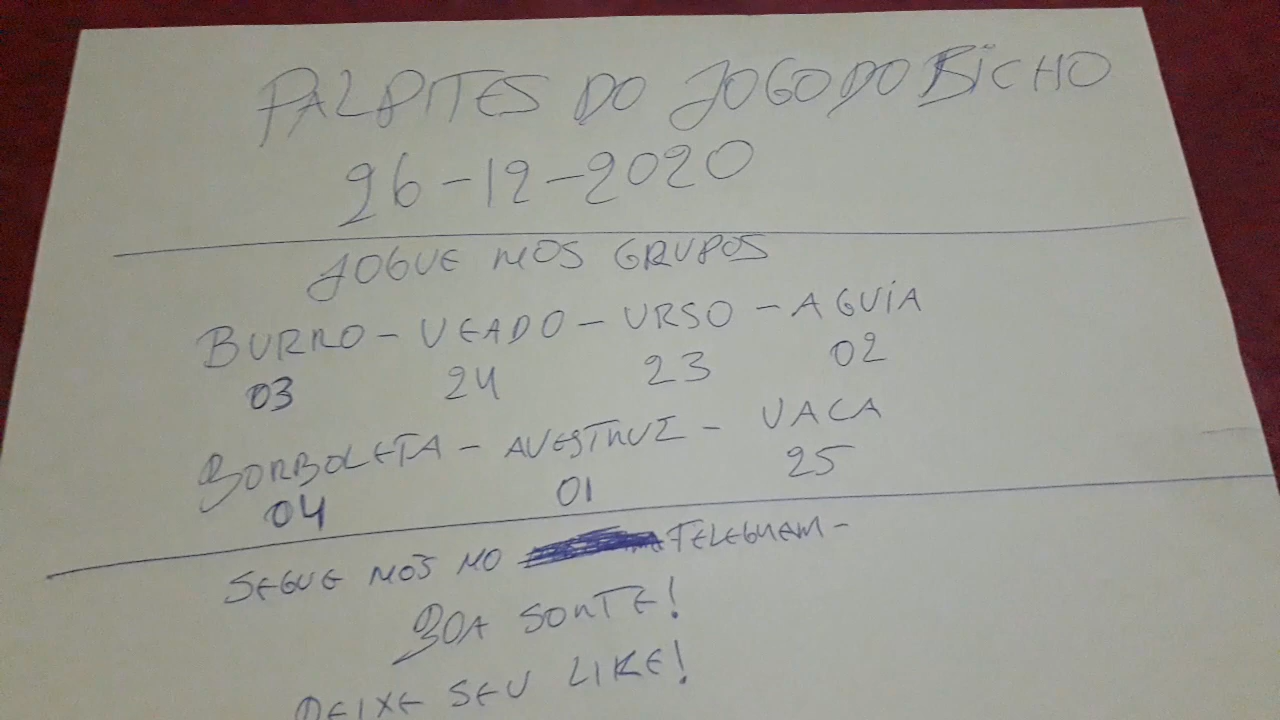 PALPITES DO JOGO DO BICHO
26-12-2020
JOGUE NOS GRUPOS
BURRO - VEADO - URSO - AGUIA
03 24 23 02
BORBOLETA - AVESTRUZ - VACA
04 01 25
SEGUE NOS NO TELEGRAM -
BOA SORTE!
DEIXE SEU LIKE!